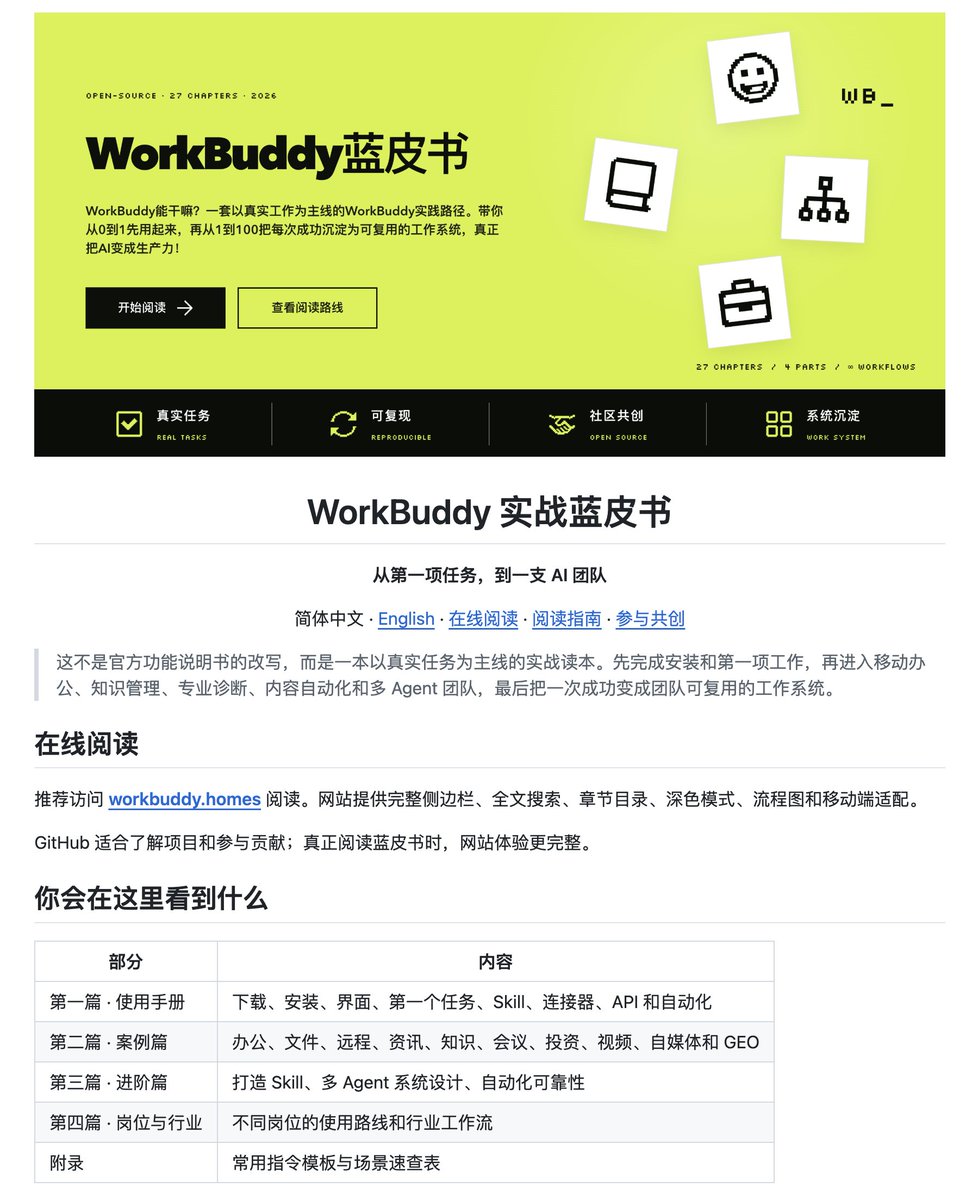 OPEN-SOURCE · 27 CHAPTERS · 2026
WB_
WorkBuddy蓝皮书
WorkBuddy能干嘛？一套以真实工作为主线的WorkBuddy实践路径。带你
从0到1先用起来，再从1到100把每次成功沉淀为可复用的工作系统，真正
把AI变成生产力！
开始阅读 →
查看阅读路线
27 CHAPTERS / 4 PARTS / ∞ WORKFLOWS
真实任务
REAL TASKS
可复现
REPRODUCIBLE
社区共创
OPEN SOURCE
系统沉淀
WORK SYSTEM
WorkBuddy 实战蓝皮书
从第一项任务，到一支 AI 团队
简体中文 · English · 在线阅读 · 阅读指南 · 参与共创
这不是官方功能说明书的改写，而是一本以真实任务为主线的实战读本。先完成安装和第一项工作，再进入移动办
公、知识管理、专业诊断、内容自动化和多 Agent 团队，最后把一次成功变成团队可复用的工作系统。
在线阅读
推荐访问 workbuddy.homes 阅读。网站提供完整侧边栏、全文搜索、章节目录、深色模式、流程图和移动端适配。
GitHub 适合了解项目和参与贡献；真正阅读蓝皮书时，网站体验更完整。
你会在这里看到什么
部分 内容
第一篇 · 使用手册 下载、安装、界面、第一个任务、Skill、连接器、API 和自动化
第二篇 · 案例篇 办公、文件、远程、资讯、知识、会议、投资、视频、自媒体和 GEO
第三篇 · 进阶篇 打造 Skill、多 Agent 系统设计、自动化可靠性
第四篇 · 岗位与行业 不同岗位的使用路线和行业工作流
附录 常用指令模板与场景速查表